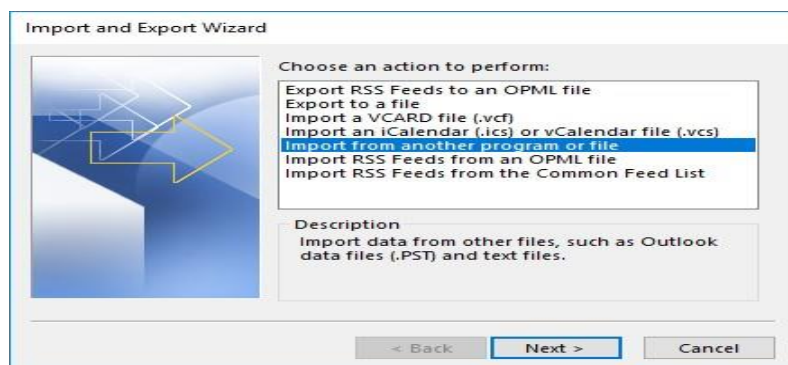 Import and Export Wizard
Choose an action to perform:
Export RSS Feeds to an OPML file
Export to a file
Import a VCARD file (.vcf)
Import an iCalendar (.ics) or vCalendar file (.vcs)
Import from another program or file
Import RSS Feeds from an OPML file
Import RSS Feeds from the Common Feed List
Description
Import data from other files, such as Outlook
data files (.PST) and text files.
< Back Next > Cancel